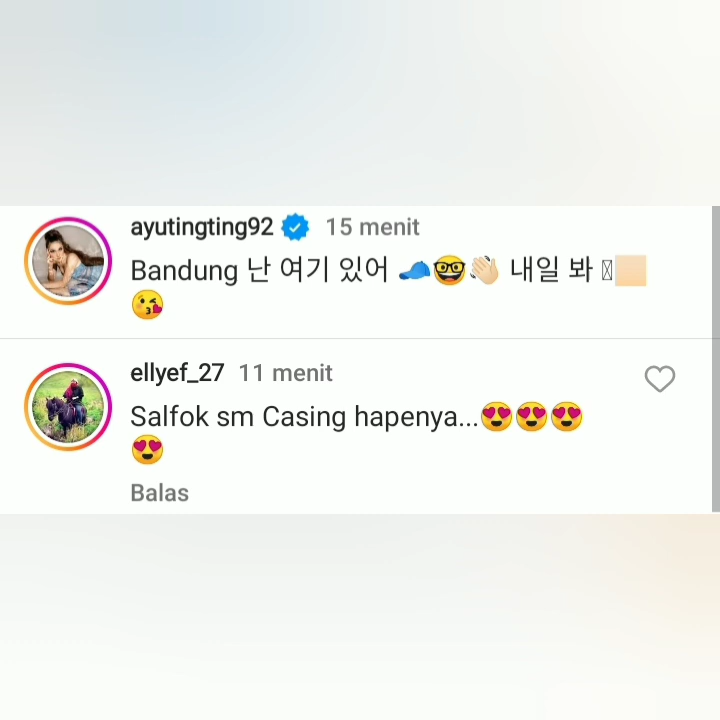 ayutingting92 15 menit
Bandung 난 여기 있어 🧢🤓👋🏻 내일 봐 🏻
😘
ellyef_27 11 menit
Salfok sm Casing hapenya...😍😍😍
😍
Balas